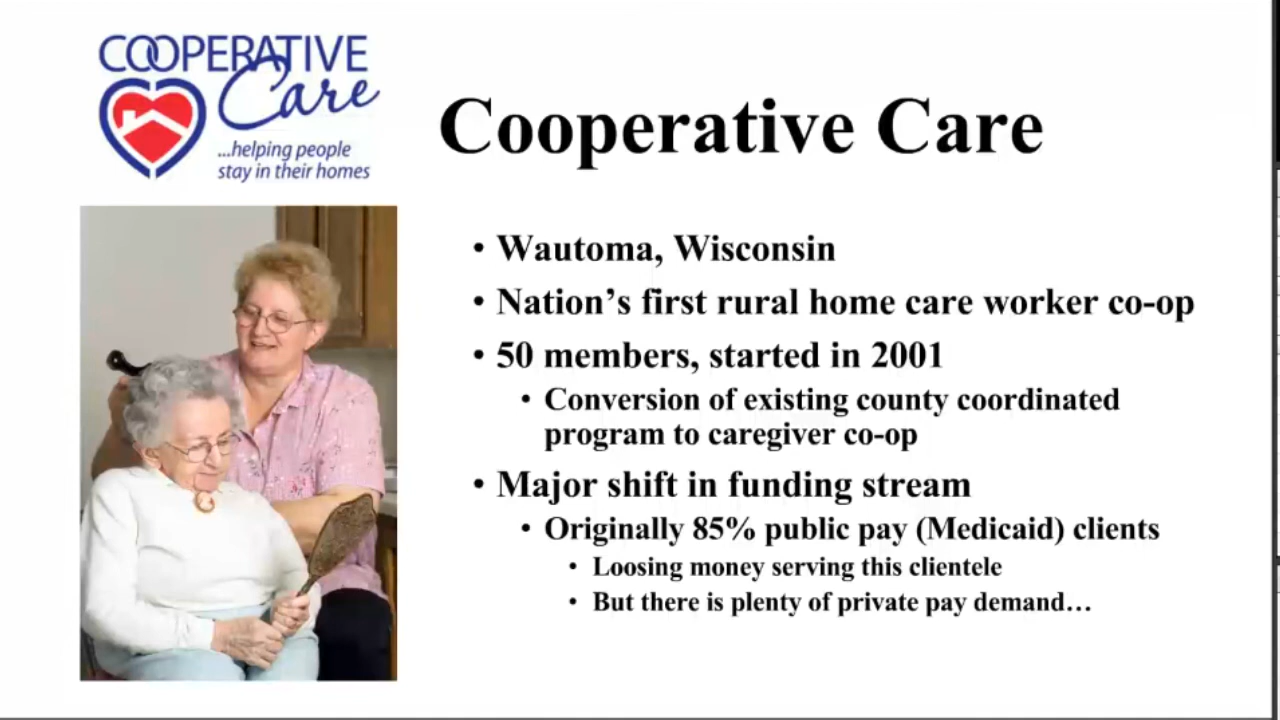 COOPERATIVE
Care
...helping people
stay in their homes
Cooperative Care
• Wautoma, Wisconsin
• Nation’s first rural home care worker co-op
• 50 members, started in 2001
• Conversion of existing county coordinated
program to caregiver co-op
• Major shift in funding stream
• Originally 85% public pay (Medicaid) clients
• Loosing money serving this clientele
• But there is plenty of private pay demand…